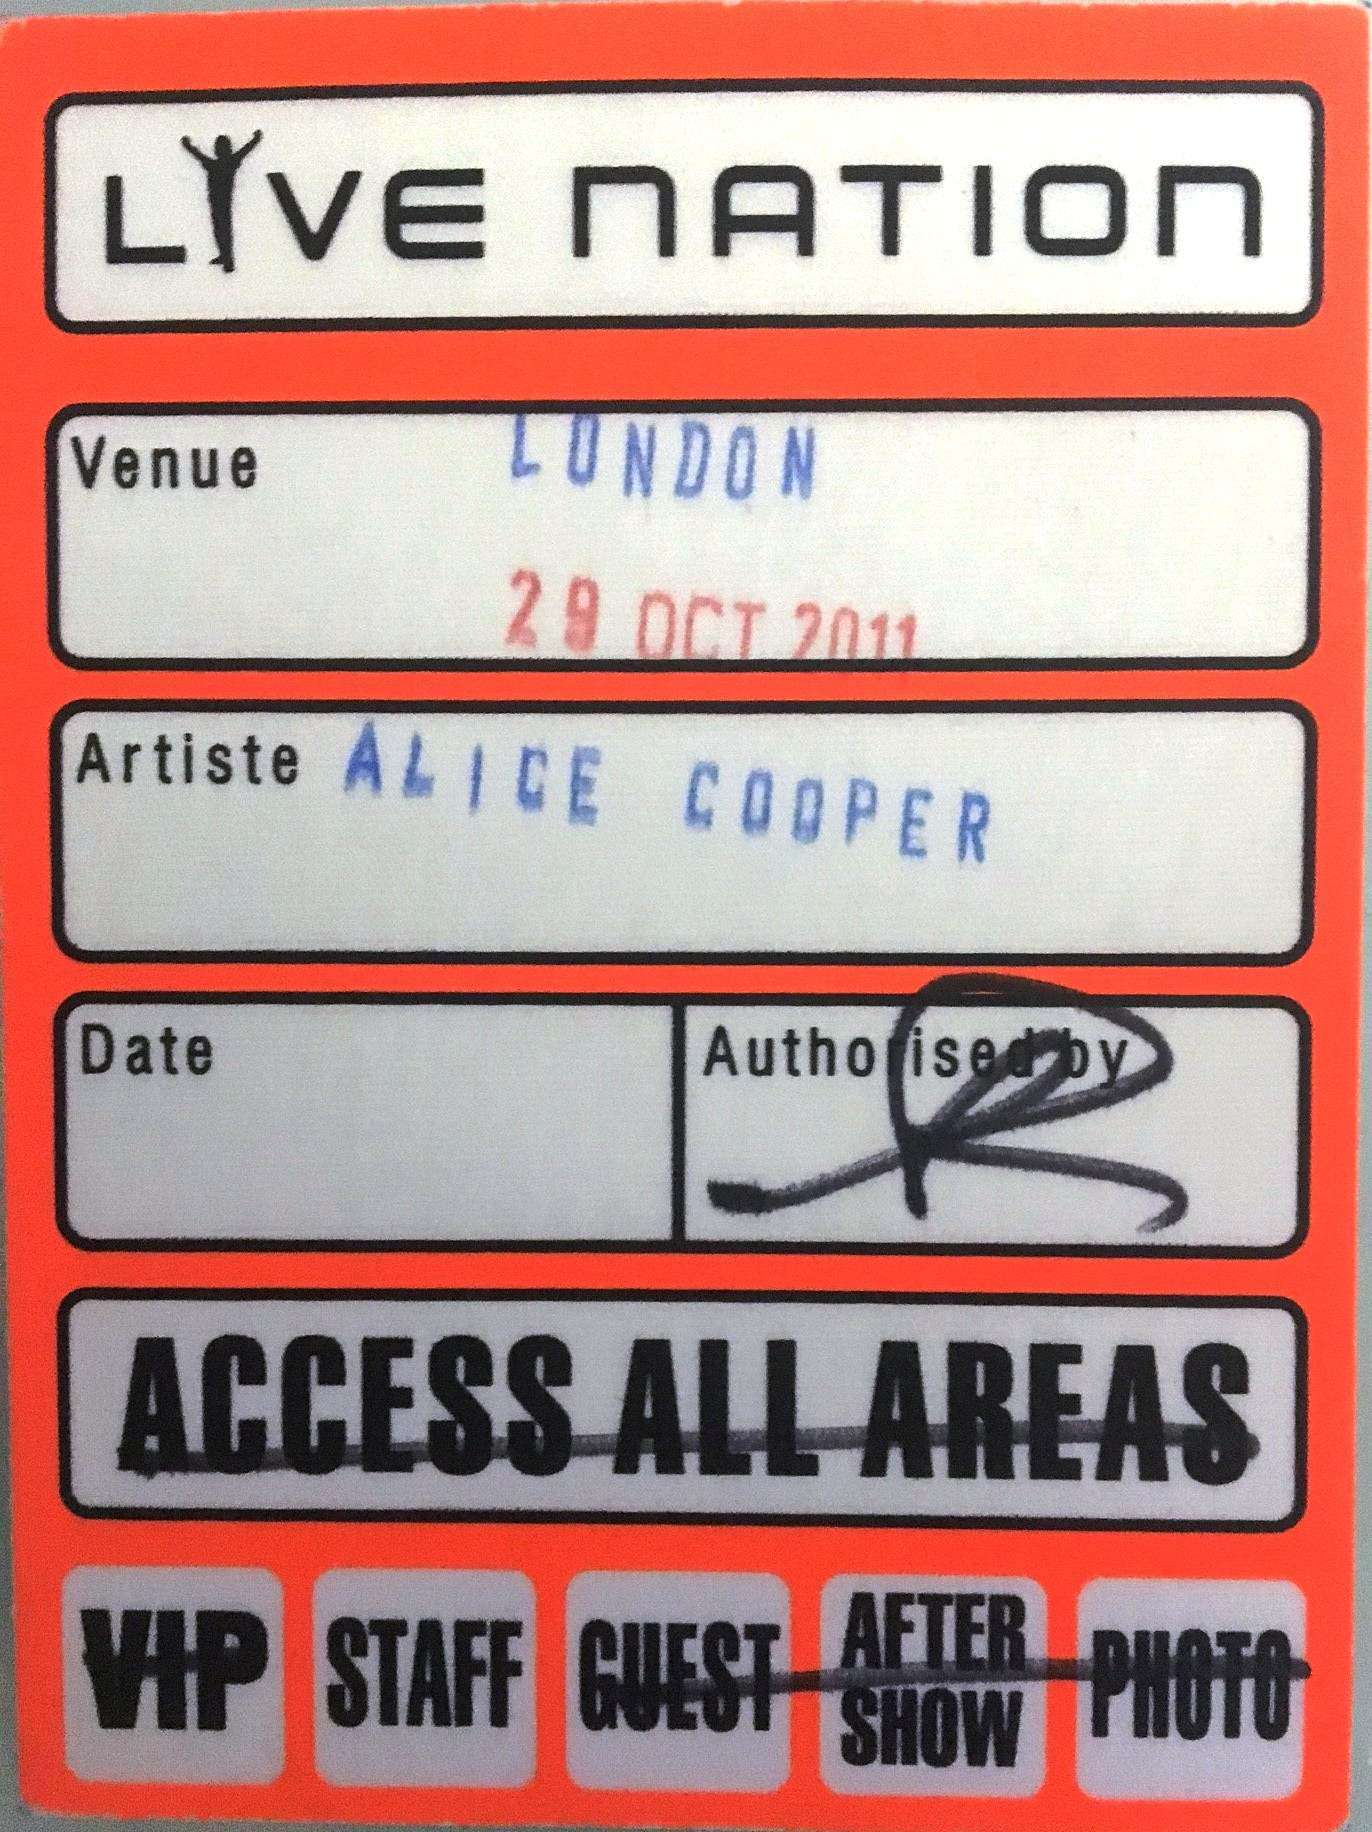 LIVE NATION
Venue LONDON
29 OCT 2011
Artiste ALICE COOPER
Date
Authorised by
ACCESS ALL AREAS
VIP
STAFF
GUEST
AFTER
SHOW
PHOTO